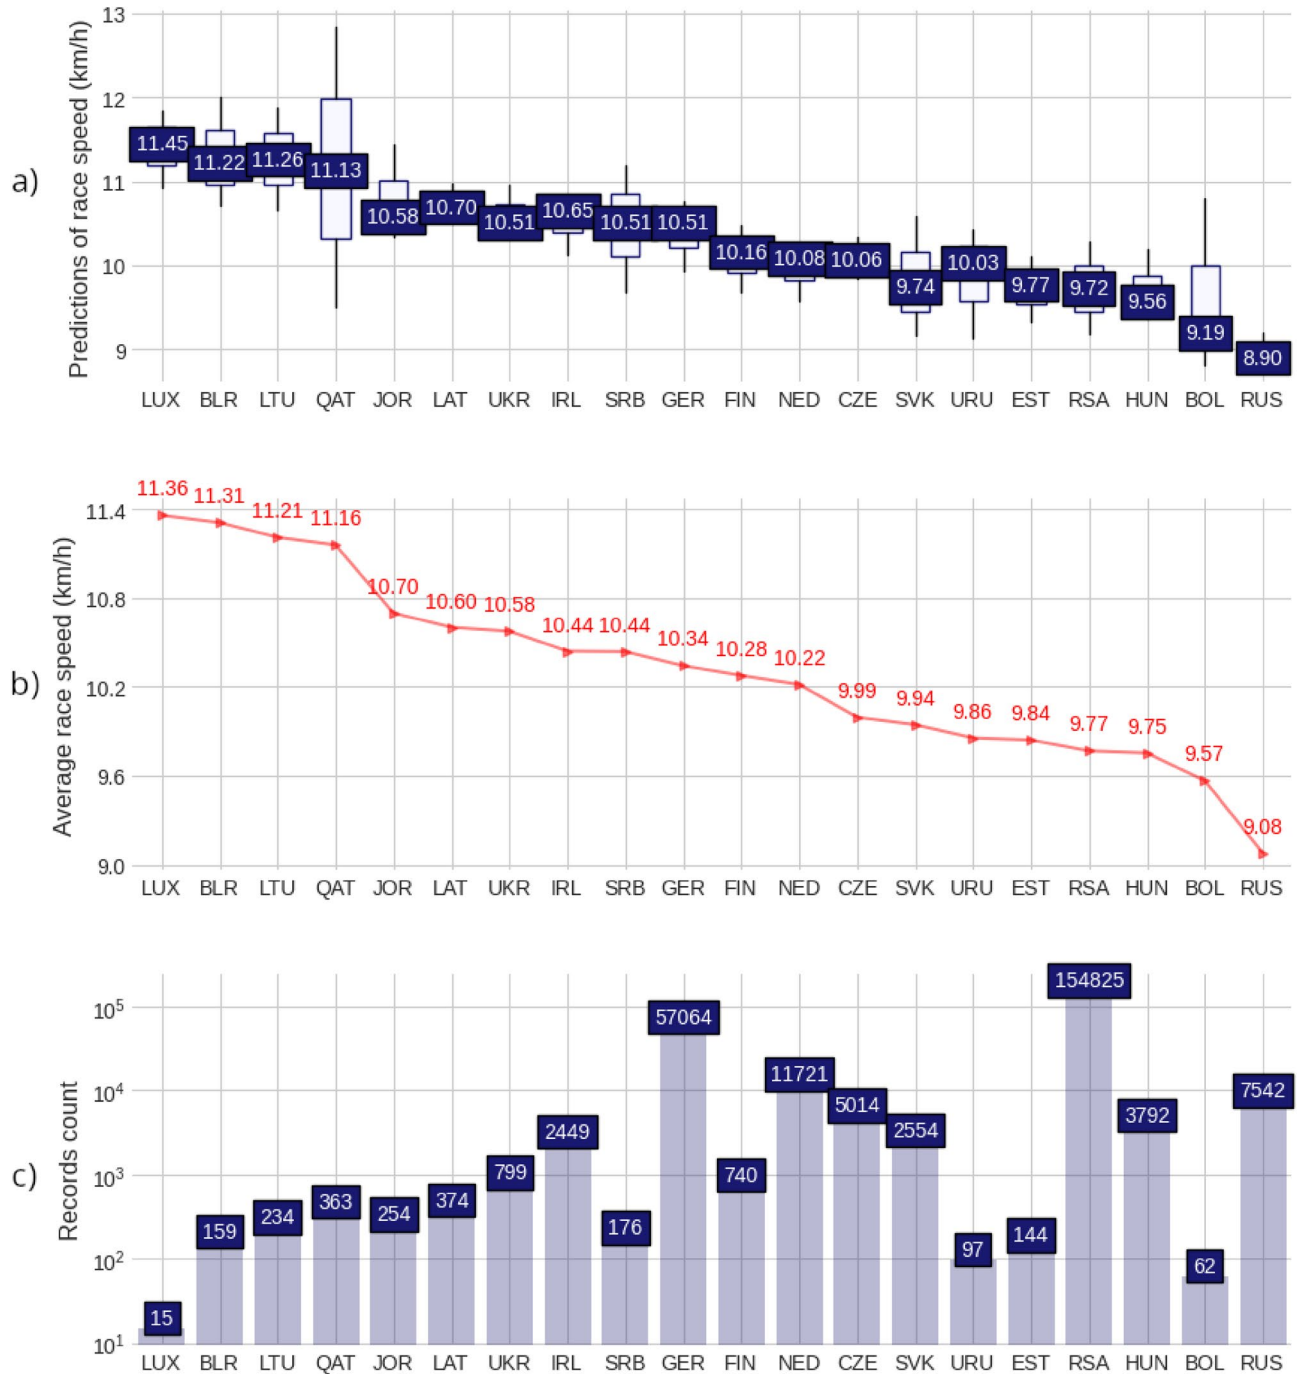 a)
Predictions of race speed (km/h)
13
12
11
10
9
11.45 11.22 11.26 11.13 10.58 10.70 10.51 10.65 10.51 10.51 10.16 10.08 10.06 9.74 10.03 9.77 9.72 9.56 9.19 8.90
LUX BLR LTU QAT JOR LAT UKR IRL SRB GER FIN NED CZE SVK URU EST RSA HUN BOL RUS
b)
Average race speed (km/h)
11.4
10.8
10.2
9.6
9.0
11.36 11.31 11.21 11.16 10.70 10.60 10.58 10.44 10.44 10.34 10.28 10.22 9.99 9.94 9.86 9.84 9.77 9.75 9.57 9.08
LUX BLR LTU QAT JOR LAT UKR IRL SRB GER FIN NED CZE SVK URU EST RSA HUN BOL RUS
c)
Records count
10⁵
10⁴
10³
10²
10¹
15 159 234 363 254 374 799 2449 176 57064 740 11721 5014 2554 97 144 154825 3792 62 7542
LUX BLR LTU QAT JOR LAT UKR IRL SRB GER FIN NED CZE SVK URU EST RSA HUN BOL RUS